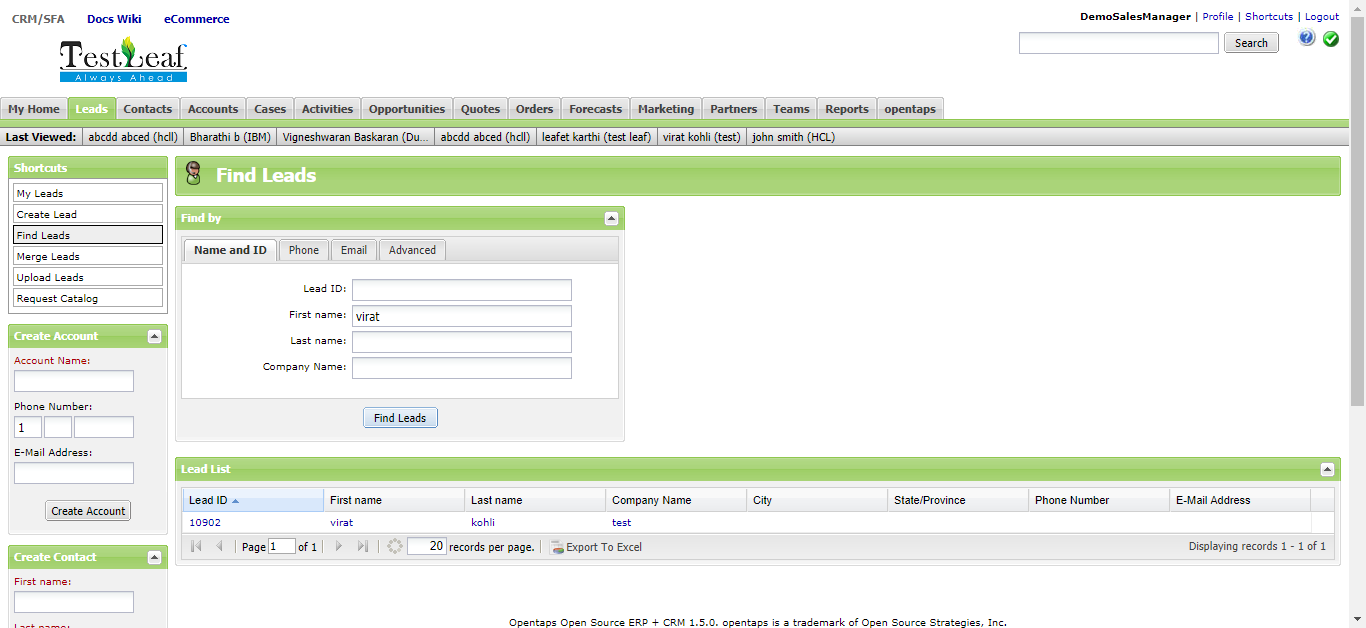 CRM/SFA Docs Wiki eCommerce
DemoSalesManager | Profile | Shortcuts | Logout
TestLeaf
Always Ahead
Search
My Home Leads Contacts Accounts Cases Activities Opportunities Quotes Orders Forecasts Marketing Partners Teams Reports opentaps
Last Viewed: abcdd abced (hcll) Bharathi b (IBM) Vigneshwaran Baskaran (Du... abcdd abced (hcll) leafet karthi (test leaf) virat kohli (test) john smith (HCL)
Shortcuts
My Leads
Create Lead
Find Leads
Merge Leads
Upload Leads
Request Catalog
Create Account
Account Name:
Phone Number:
1
E-Mail Address:
Create Account
Create Contact
First name:
Last name:
Find Leads
Find by
Name and ID Phone Email Advanced
Lead ID:
First name: virat
Last name:
Company Name:
Find Leads
Lead List
Lead ID First name Last name Company Name City State/Province Phone Number E-Mail Address
10902 virat kohli test
Page 1 of 1 20 records per page. Export To Excel Displaying records 1 - 1 of 1
Opentaps Open Source ERP + CRM 1.5.0. opentaps is a trademark of Open Source Strategies, Inc.